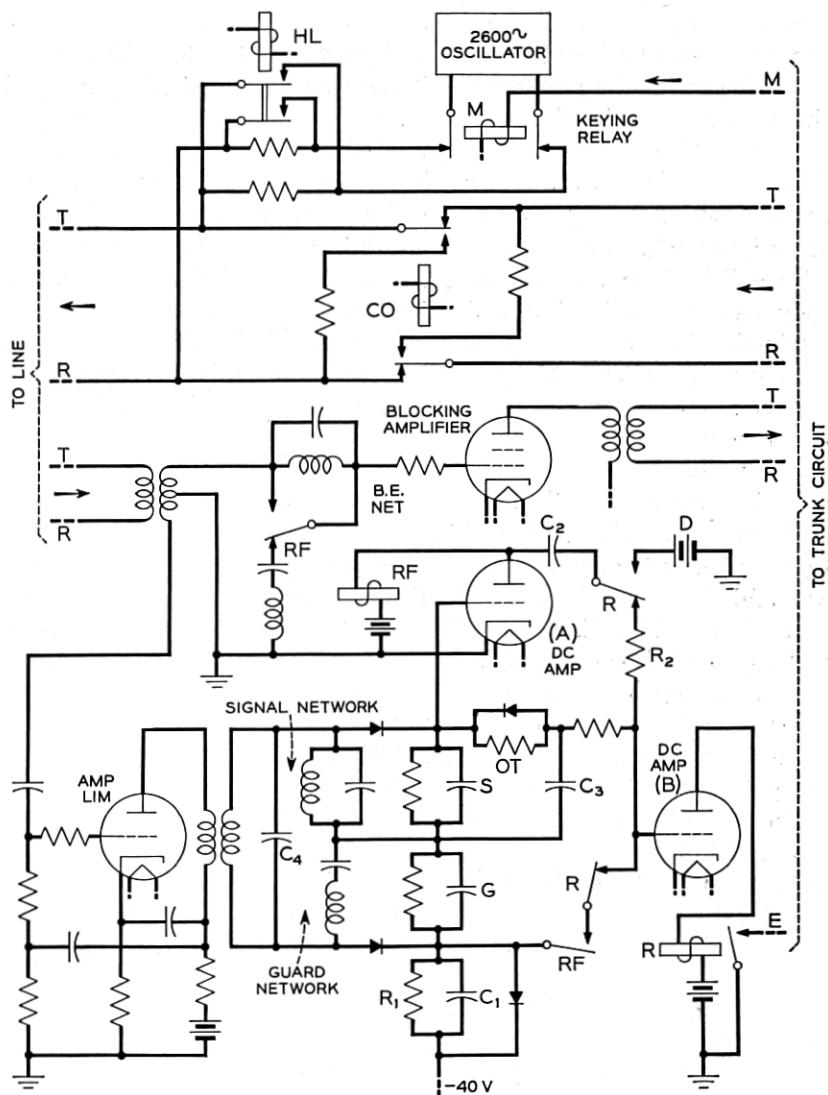 HL
2600~
OSCILLATOR
M
M
KEYING
RELAY
T
T
CO
TO LINE
R
R
BLOCKING
AMPLIFIER
T
T
B.E.
NET
R
R
TO TRUNK CIRCUIT
RF
C2
D
RF
R
(A)
DC
AMP
R2
SIGNAL NETWORK
OT
AMP
LIM
S
C3
DC
AMP
(B)
C4
G
R
E
R
GUARD
NETWORK
RF
R1
C1
-40 V